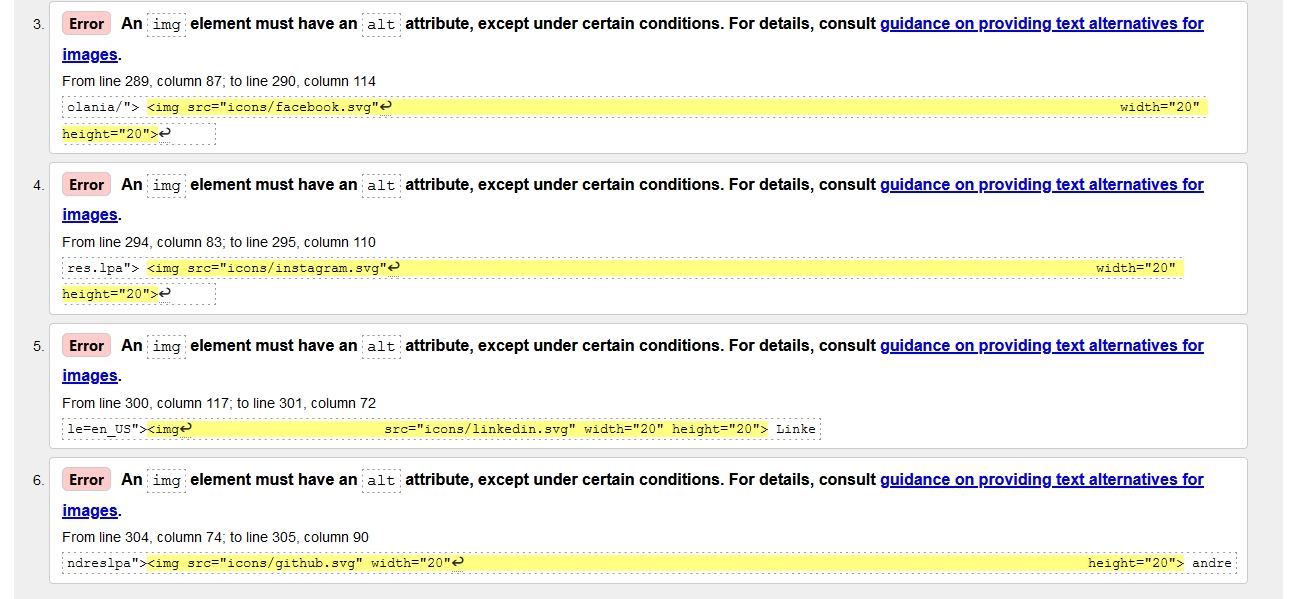 3. Error An img element must have an alt attribute, except under certain conditions. For details, consult guidance on providing text alternatives for
images.
From line 289, column 87; to line 290, column 114
olania/"> <img src="icons/facebook.svg"↩ width="20"
height="20">↩
4. Error An img element must have an alt attribute, except under certain conditions. For details, consult guidance on providing text alternatives for
images.
From line 294, column 83; to line 295, column 110
res.lpa"> <img src="icons/instagram.svg"↩ width="20"
height="20">↩
5. Error An img element must have an alt attribute, except under certain conditions. For details, consult guidance on providing text alternatives for
images.
From line 300, column 117; to line 301, column 72
le=en_US"><img↩ src="icons/linkedin.svg" width="20" height="20"> Linke
6. Error An img element must have an alt attribute, except under certain conditions. For details, consult guidance on providing text alternatives for
images.
From line 304, column 74; to line 305, column 90
ndreslpa"><img src="icons/github.svg" width="20"↩ height="20"> andre